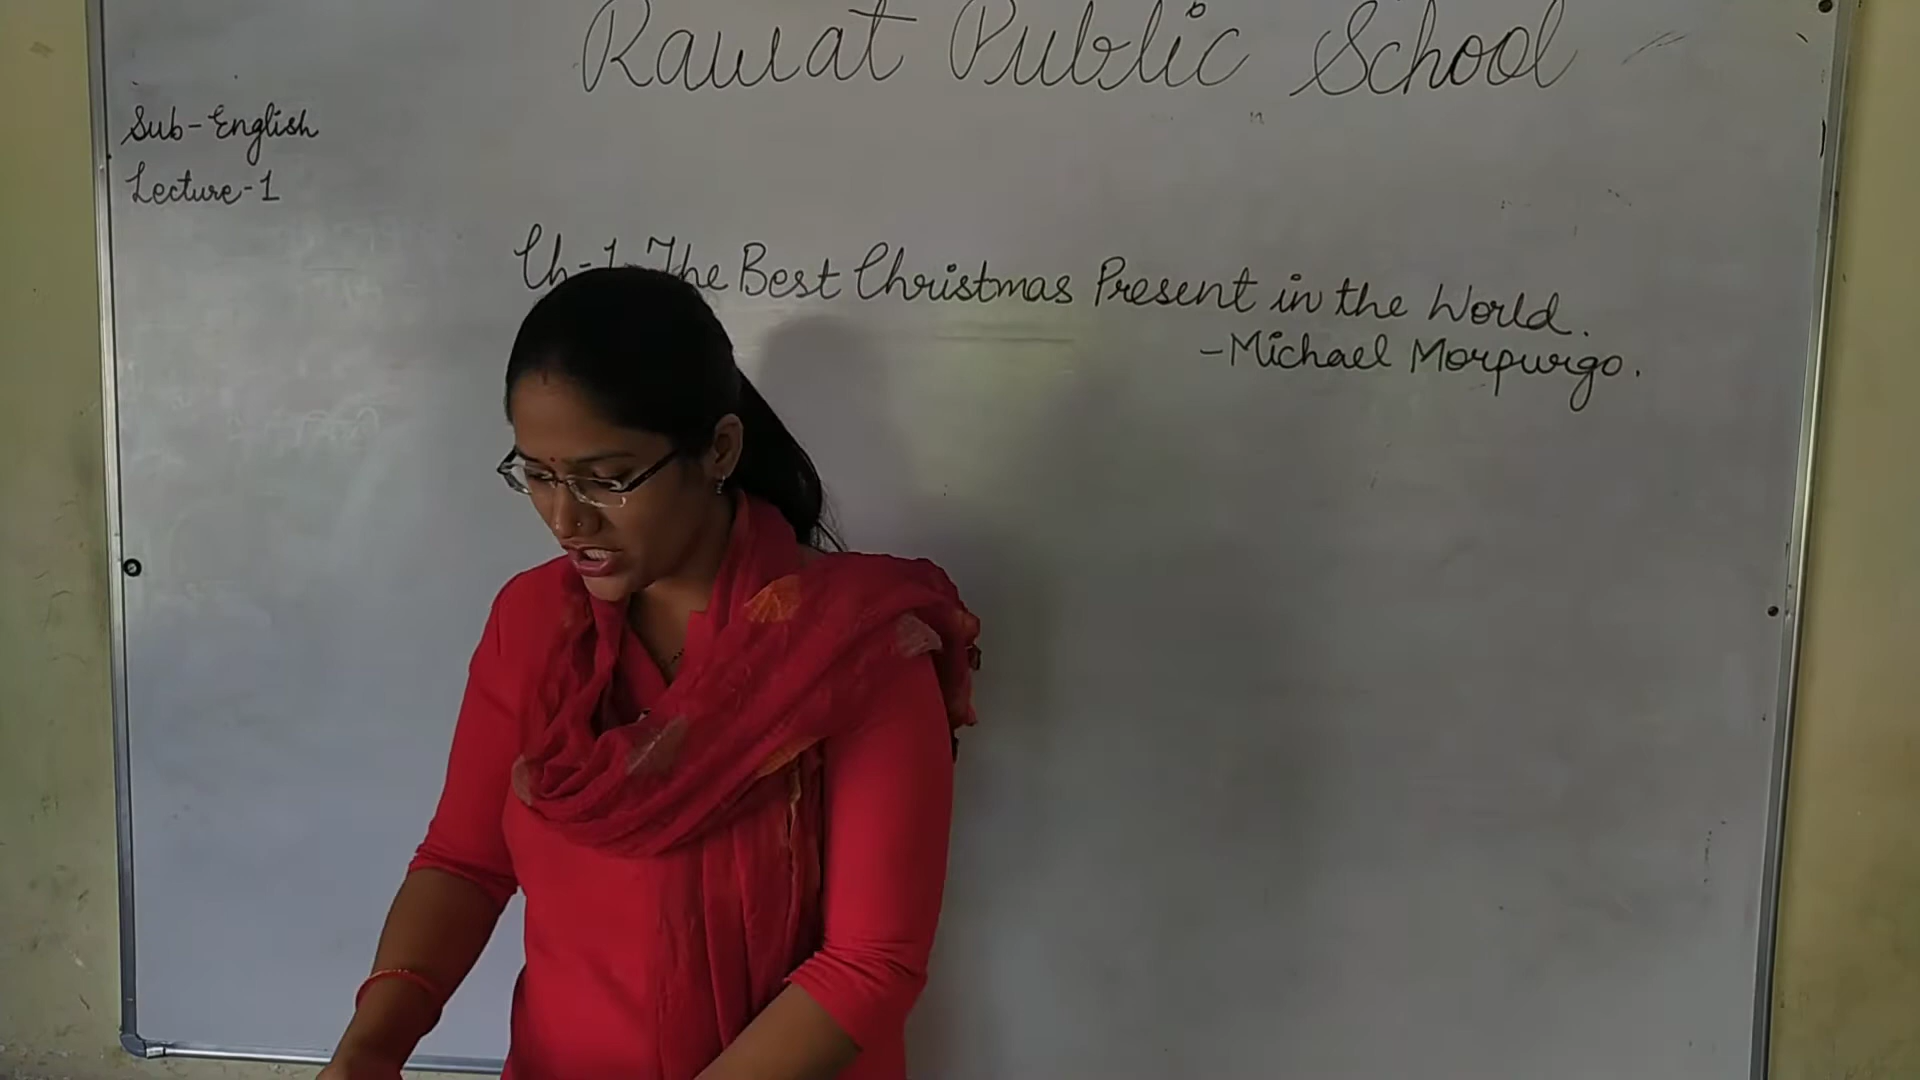 Rawat Public School
Sub-English
Lecture-1
Ch-1 The Best Christmas Present in the World.
-Michael Morpurgo.